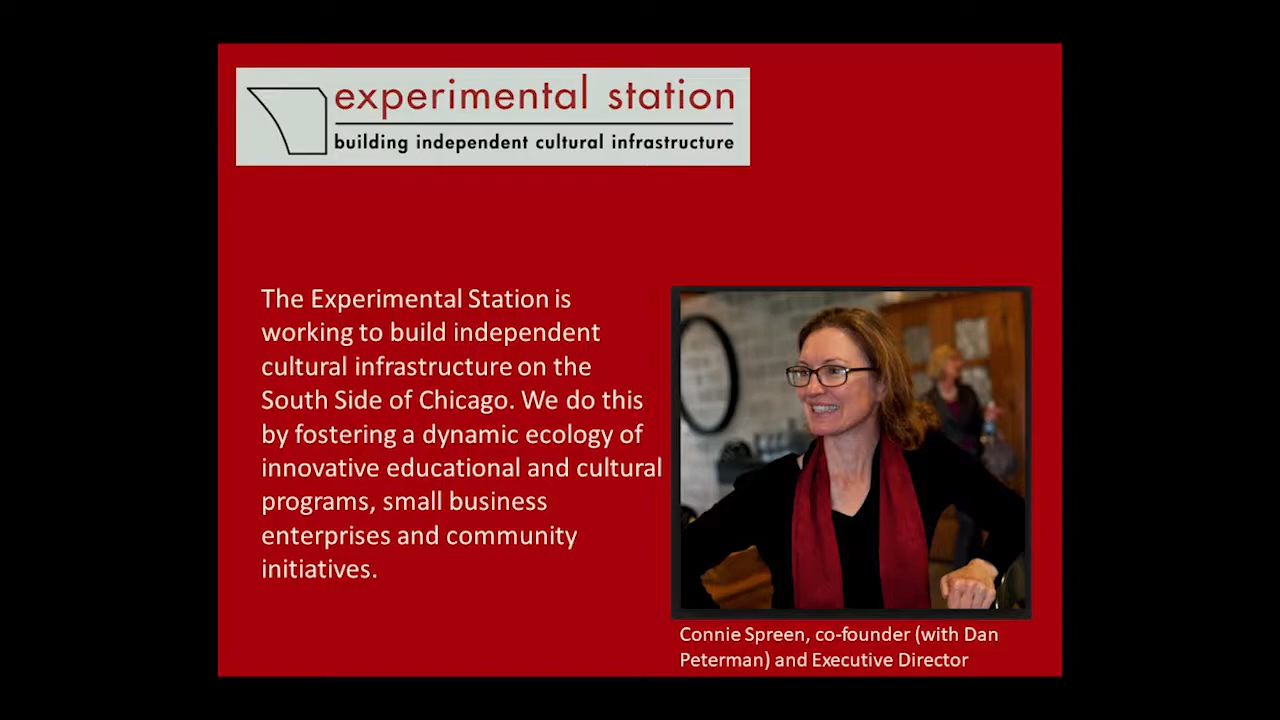 experimental station
building independent cultural infrastructure
The Experimental Station is
working to build independent
cultural infrastructure on the
South Side of Chicago. We do this
by fostering a dynamic ecology of
innovative educational and cultural
programs, small business
enterprises and community
initiatives.
Connie Spreen, co-founder (with Dan
Peterman) and Executive Director